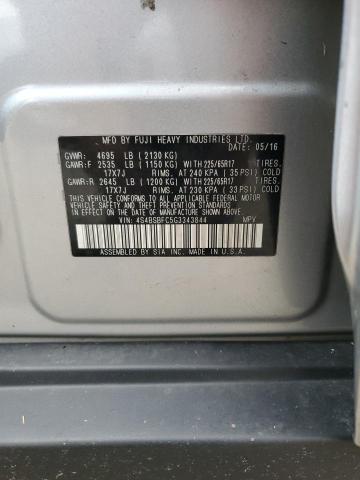 MFD BY FUJI HEAVY INDUSTRIES LTD.
DATE: 05/16
GVWR: 4695 LB (2130 KG)
GAWR:F 2535 LB (1150 KG) WITH 225/65R17 TIRES.
17X7J RIMS. AT 240 KPA (35 PSI) TIRES.
GAWR:R 2645 LB (1200 KG) WITH 225/65R17
17X7J RIMS. AT 230 KPA (33 PSI)
THIS VEHICLE CONFORMS TO ALL APPLICABLE FEDERAL MOTOR
VEHICLE SAFETY, BUMPER, AND THEFT PREVENTION STANDARDS
IN EFFECT ON THE DATE OF MANUFACTURE SHOWN ABOVE.
VIN: 4S4BSBFC5G3343844 MPV
ASSEMBLED BY SIA INC. MADE IN U.S.A.